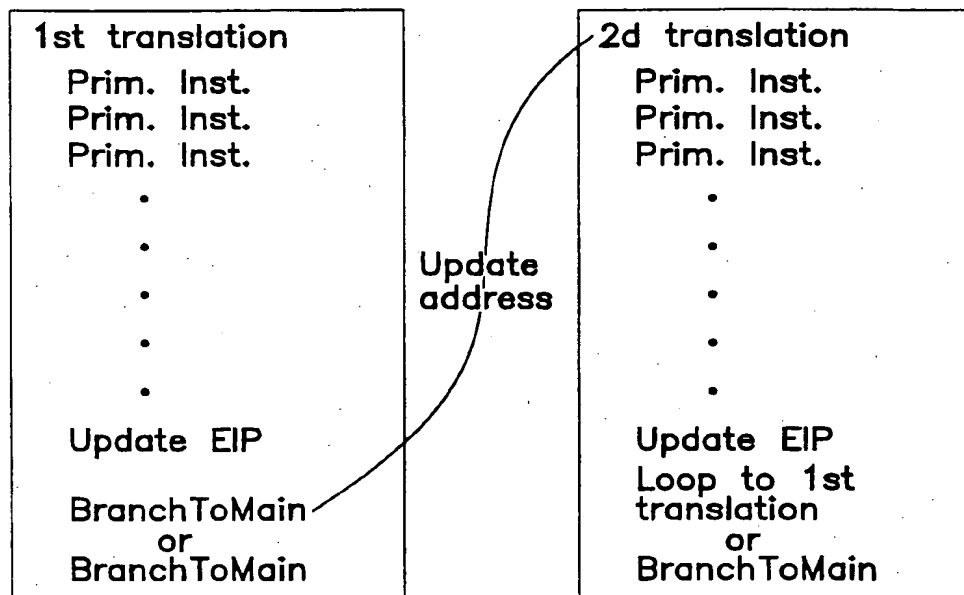 1st translation
Prim. Inst.
Prim. Inst.
Prim. Inst.
Update EIP
BranchToMain
or
BranchToMain
Update
address
2d translation
Prim. Inst.
Prim. Inst.
Prim. Inst.
Update EIP
Loop to 1st
translation
or
BranchToMain